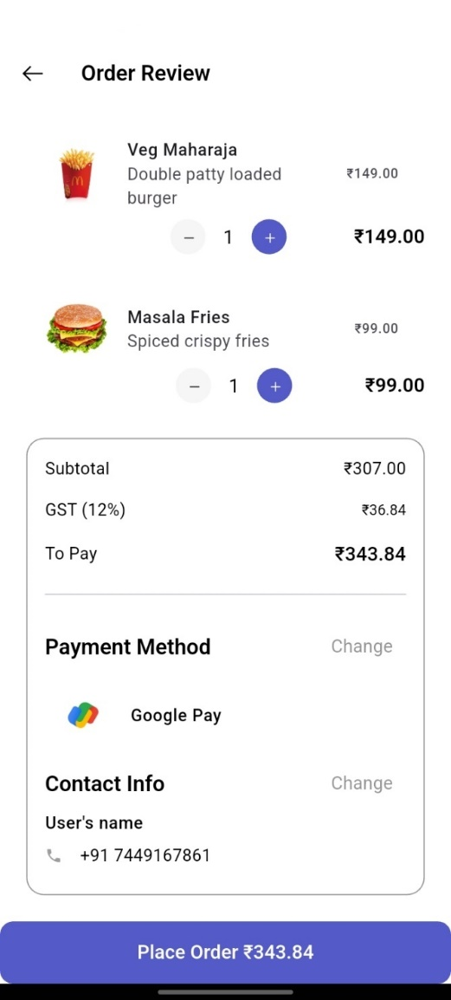 Order Review
Veg Maharaja
Double patty loaded
burger
₹149.00
− 1 +
₹149.00
Masala Fries
Spiced crispy fries
₹99.00
− 1 +
₹99.00
Subtotal ₹307.00
GST (12%) ₹36.84
To Pay ₹343.84
Payment Method Change
Google Pay
Contact Info Change
User's name
+91 7449167861
Place Order ₹343.84